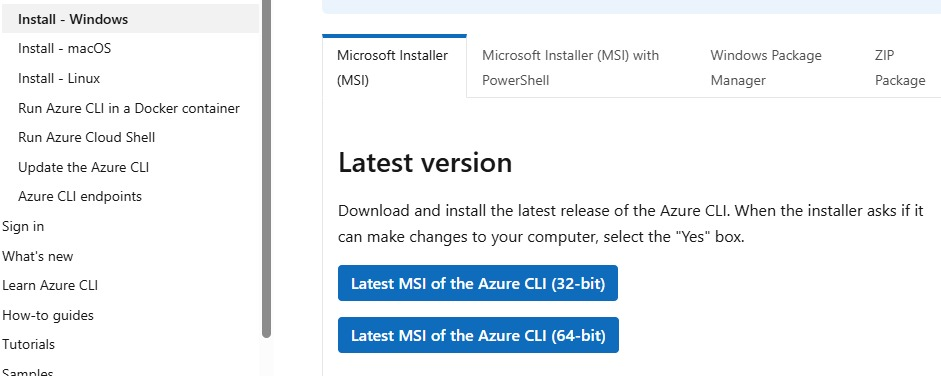 Install - Windows
Install - macOS
Install - Linux
Run Azure CLI in a Docker container
Run Azure Cloud Shell
Update the Azure CLI
Azure CLI endpoints
Sign in
What's new
Learn Azure CLI
How-to guides
Tutorials
Samples
Microsoft Installer
(MSI)
Microsoft Installer (MSI) with
PowerShell
Windows Package
Manager
ZIP
Package
Latest version
Download and install the latest release of the Azure CLI. When the installer asks if it
can make changes to your computer, select the "Yes" box.
Latest MSI of the Azure CLI (32-bit)
Latest MSI of the Azure CLI (64-bit)